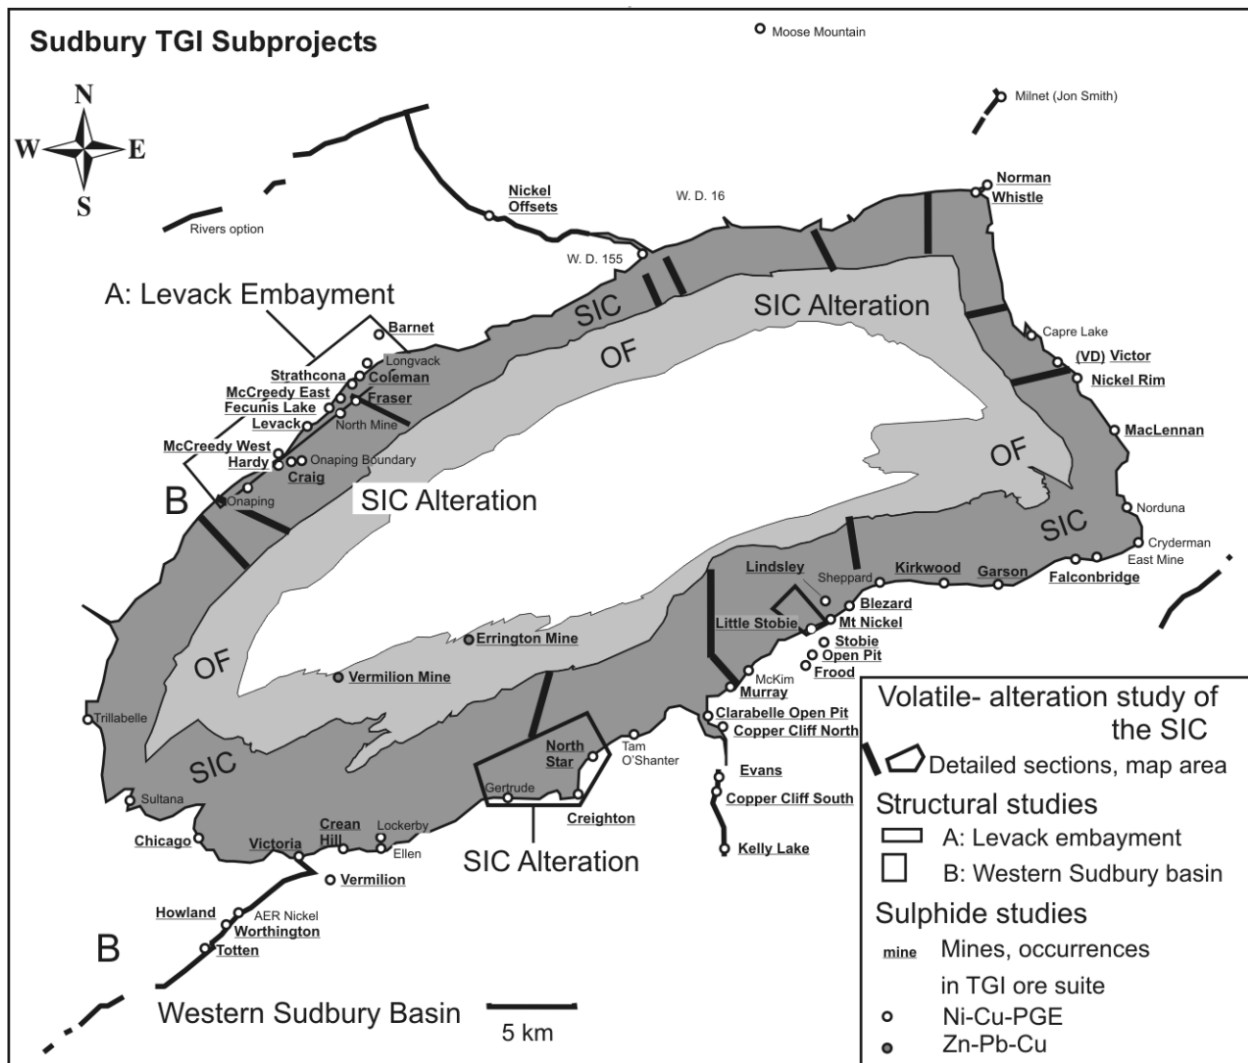 Sudbury TGI Subprojects
Moose Mountain
N
W
E
S
Milnet (Jon Smith)
Norman
Whistle
Nickel
Offsets
W. D. 16
Rivers option
W. D. 155
A: Levack Embayment
SIC
SIC Alteration
OF
Barnet
Longvack
Capre Lake
(VD) Victor
Nickel Rim
Strathcona
Coleman
McCreedy East
Fraser
Fecunis Lake
Levack
North Mine
MacLennan
McCreedy West
Hardy
Onaping Boundary
Craig
OF
B
Onaping
SIC Alteration
Norduna
SIC
Cryderman
East Mine
Lindsley
Sheppard
Kirkwood
Garson
Falconbridge
Blezard
Little Stobie
Mt Nickel
Errington Mine
Stobie
Open Pit
Frood
OF
Vermilion Mine
McKim
Murray
Trillabelle
Clarabelle Open Pit
Copper Cliff North
North
Star
Tam
O'Shanter
SIC
Evans
Sultana
Gertrude
Copper Cliff South
Creighton
Chicago
Crean
Hill
Lockerby
Victoria
Ellen
SIC Alteration
Kelly Lake
Vermilion
Howland
AER Nickel
Worthington
B
Totten
Western Sudbury Basin
5 km
Volatile- alteration study of
the SIC
Detailed sections, map area
Structural studies
A: Levack embayment
B: Western Sudbury basin
Sulphide studies
mine Mines, occurrences
in TGI ore suite
Ni-Cu-PGE
Zn-Pb-Cu